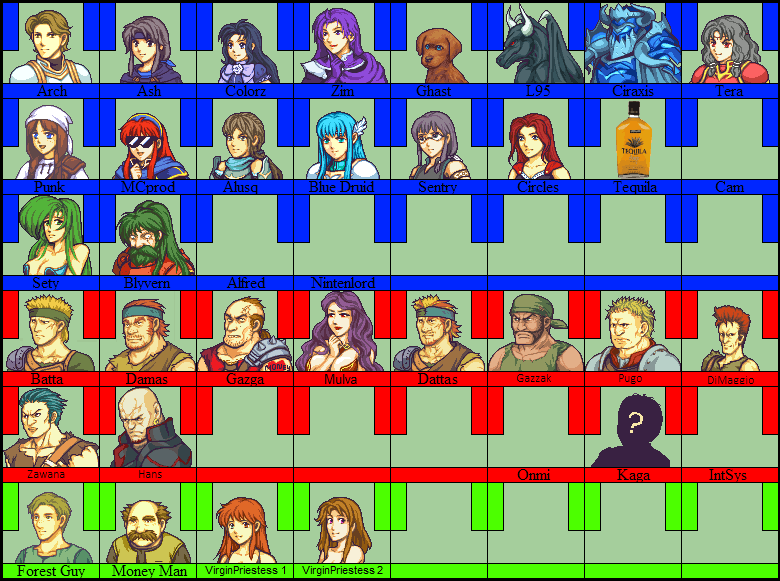 Arch Ash Colorz Zim Ghast L95 Ciraxis Tera
TEQUILA
Punk MCprod Alusq Blue Druid Sentry Circles Tequila Cam
Sety Blyvern Alfred Nintenlord
Batta Damas Gazga Mulva Dattas Gazzak Pugo DiMaggio
?
Zawana Hans Onmi Kaga IntSys
Forest Guy Money Man VirginPriestess 1 VirginPriestess 2